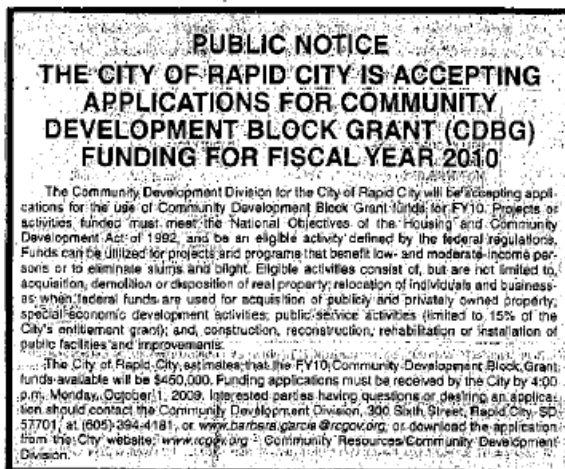 PUBLIC NOTICE
THE CITY OF RAPID CITY IS ACCEPTING
APPLICATIONS FOR COMMUNITY
DEVELOPMENT BLOCK GRANT (CDBG)
FUNDING FOR FISCAL YEAR 2010
The Community Development Division for the City of Rapid City will be accepting appli-
cations for the use of Community Development Block Grant funds for FY10. Projects or
activities funded must meet the National Objectives of the Housing and Community
Development Act of 1992, and be an eligible activity defined by the federal regulations.
Funds can be utilized for projects and programs that benefit low- and moderate-income per-
sons or to eliminate slums and blight. Eligible activities consist of, but are not limited to,
acquisition, demolition or disposition of real property; relocation of individuals and business-
as when federal funds are used for acquisition of publicly and privately owned property;
special economic development activities; public service activities (limited to 15% of the
City's entitlement grant); and, construction, reconstruction, rehabilitation or installation of
public facilities and improvements.
The City of Rapid City estimates that the FY10 Community Development Block Grant
funds available will be $450,000. Funding applications must be received by the City by 4:00
p.m. Monday, October 1, 2009. Interested parties having questions or desiring an applica-
tion should contact the Community Development Division, 300 Sixth Street, Rapid City, SD
57701, at (605) 394-4181, or www.barbara.garcia@rcgov.org, or download the application
from the City website: www.rcgov.org - Community Resources/Community Development
Division.